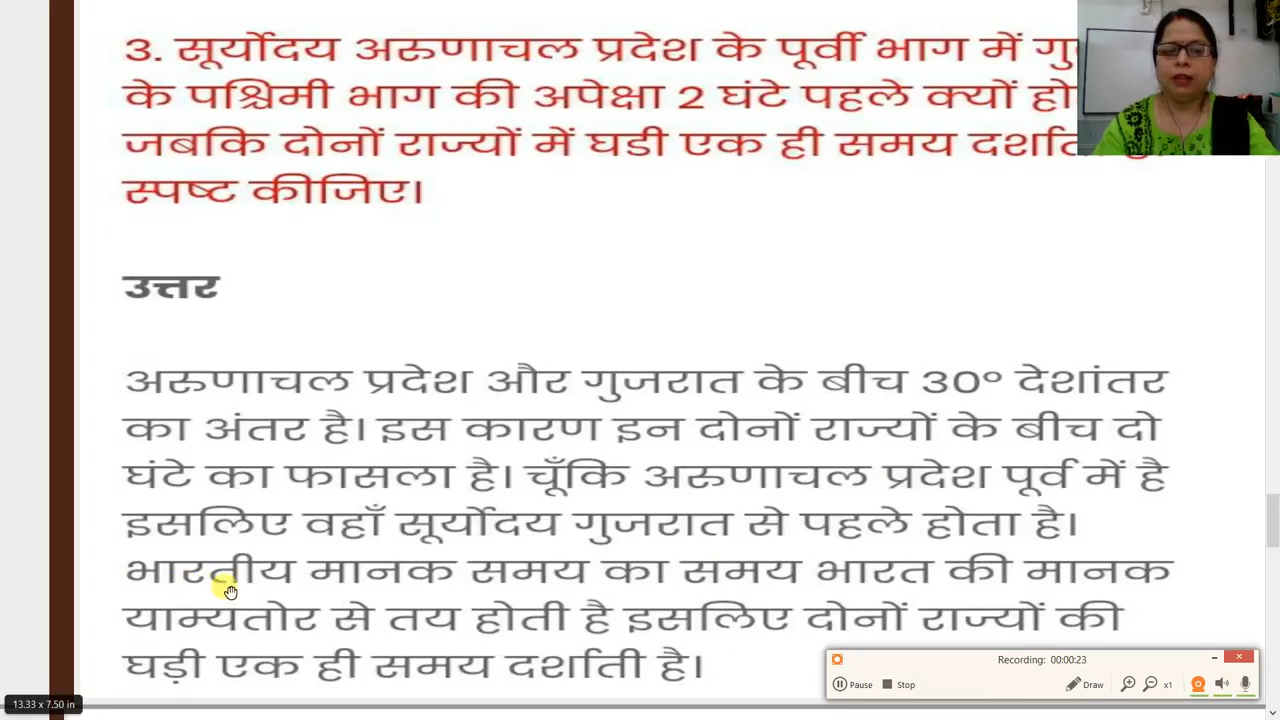 3. सूर्योदय अरुणाचल प्रदेश के पूर्वी भाग में
के पश्चिमी भाग की अपेक्षा 2 घंटे पहले क्यों
जबकि दोनों राज्यों में घडी एक ही समय
स्पष्ट कीजिए।
उत्तर
अरुणाचल प्रदेश और गुजरात के बीच 30° देशांतर
का अंतर है। इस कारण इन दोनों राज्यों के बीच दो
घंटे का फासला है। चूँकि अरुणाचल प्रदेश पूर्व में है
इसलिए वहाँ सूर्योदय गुजरात से पहले होता है।
भारतीय मानक समय का समय भारत की मानक
याम्यतोर से तय होती है इसलिए दोनों राज्यों की
घड़ी एक ही समय दर्शाती है।
Recording: 00:00:23
Pause Stop Draw x1
13.33 x 7.50 in